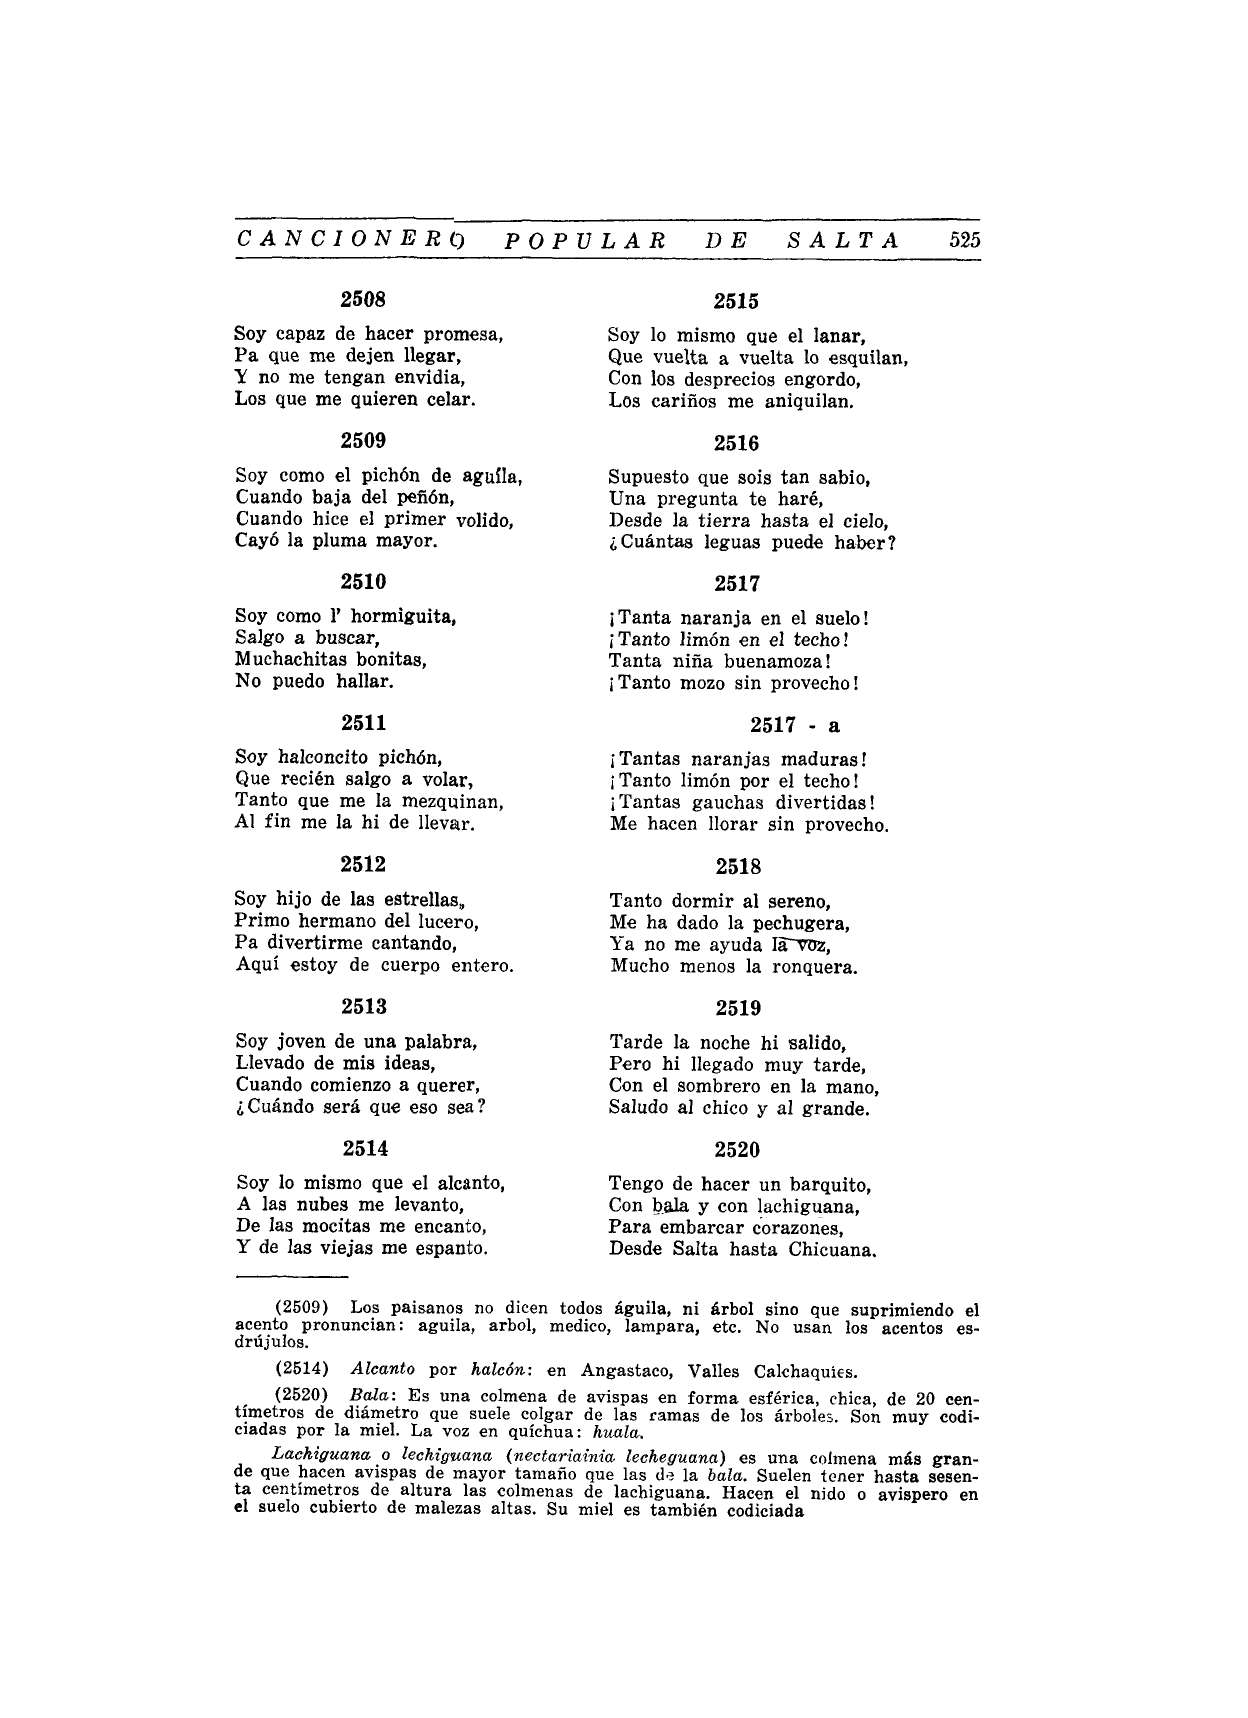 CANCIONERO POPULAR DE SALTA 525
2508
Soy capaz de hacer promesa,
Pa que me dejen llegar,
Y no me tengan envidia,
Los que me quieren celar.
2509
Soy como el pichón de aguíla,
Cuando baja del peñón,
Cuando hice el primer volido,
Cayó la pluma mayor.
2510
Soy como l' hormiguita,
Salgo a buscar,
Muchachitas bonitas,
No puedo hallar.
2511
Soy halconcito pichón,
Que recién salgo a volar,
Tanto que me la mezquinan,
Al fin me la hi de llevar.
2512
Soy hijo de las estrellas,
Primo hermano del lucero,
Pa divertirme cantando,
Aquí estoy de cuerpo entero.
2513
Soy joven de una palabra,
Llevado de mis ideas,
Cuando comienzo a querer,
¿Cuándo será que eso sea?
2514
Soy lo mismo que el alcanto,
A las nubes me levanto,
De las mocitas me encanto,
Y de las viejas me espanto.
2515
Soy lo mismo que el lanar,
Que vuelta a vuelta lo esquilan,
Con los desprecios engordo,
Los cariños me aniquilan.
2516
Supuesto que sois tan sabio,
Una pregunta te haré,
Desde la tierra hasta el cielo,
¿Cuántas leguas puede haber?
2517
¡Tanta naranja en el suelo!
¡Tanto limón en el techo!
Tanta niña buenamoza!
¡Tanto mozo sin provecho!
2517 - a
¡Tantas naranjas maduras!
¡Tanto limón por el techo!
¡Tantas gauchas divertidas!
Me hacen llorar sin provecho.
2518
Tanto dormir al sereno,
Me ha dado la pechugera,
Ya no me ayuda la voz,
Mucho menos la ronquera.
2519
Tarde la noche hi salido,
Pero hi llegado muy tarde,
Con el sombrero en la mano,
Saludo al chico y al grande.
2520
Tengo de hacer un barquito,
Con bala y con lachiguana,
Para embarcar corazones,
Desde Salta hasta Chicuana.
(2509) Los paisanos no dicen todos águila, ni árbol sino que suprimiendo el
acento pronuncian: aguila, arbol, medico, lampara, etc. No usan los acentos es-
drújulos.
(2514) Alcanto por halcón: en Angastaco, Valles Calchaquies.
(2520) Bala: Es una colmena de avispas en forma esférica, chica, de 20 cen-
tímetros de diámetro que suele colgar de las ramas de los árboles. Son muy codi-
ciadas por la miel. La voz en quíchua: huala.
Lachiguana o lechiguana (nectariainia lecheguana) es una colmena más gran-
de que hacen avispas de mayor tamaño que las de la bala. Suelen tener hasta sesen-
ta centímetros de altura las colmenas de lachiguana. Hacen el nido o avispero en
el suelo cubierto de malezas altas. Su miel es también codiciada